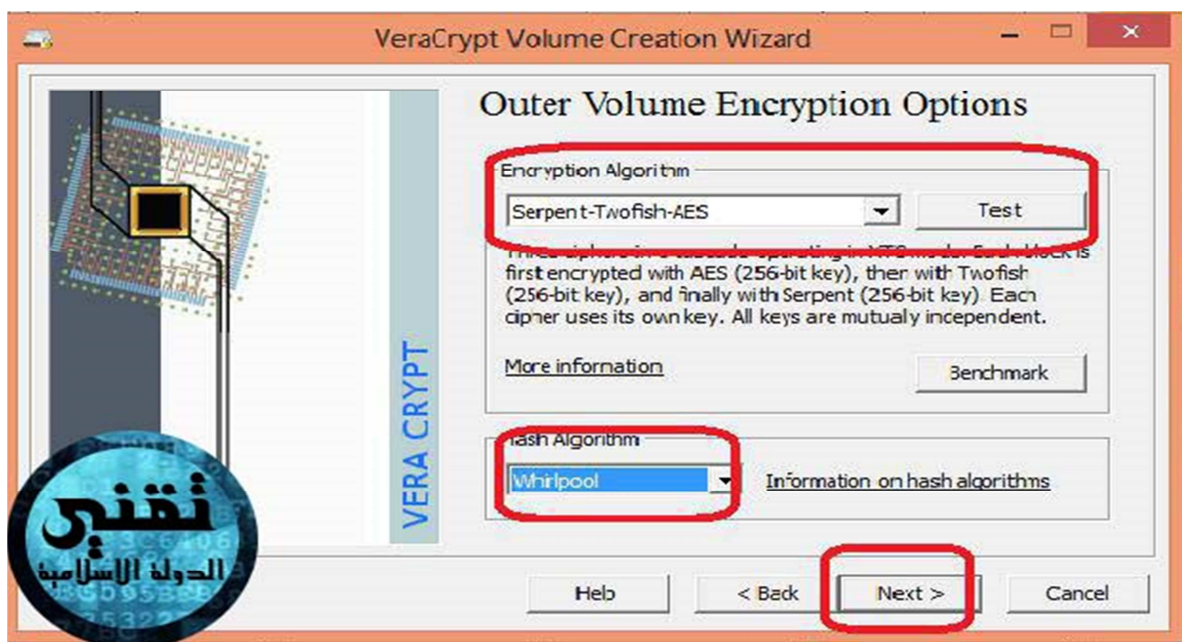 VeraCrypt Volume Creation Wizard
Outer Volume Encryption Options
Encryption Algorithm
Serpent-Twofish-AES
Test
first encrypted with AES (256-bit key), then with Twofish
(256-bit key), and finally with Serpent (256-bit key). Each
cipher uses its own key. All keys are mutually independent.
More information
Benchmark
VERA CRYPT
Hash Algorithm
Whirlpool
Information on hash algorithms
تقني
الدولة الاسلامية
Help
< Back
Next >
Cancel